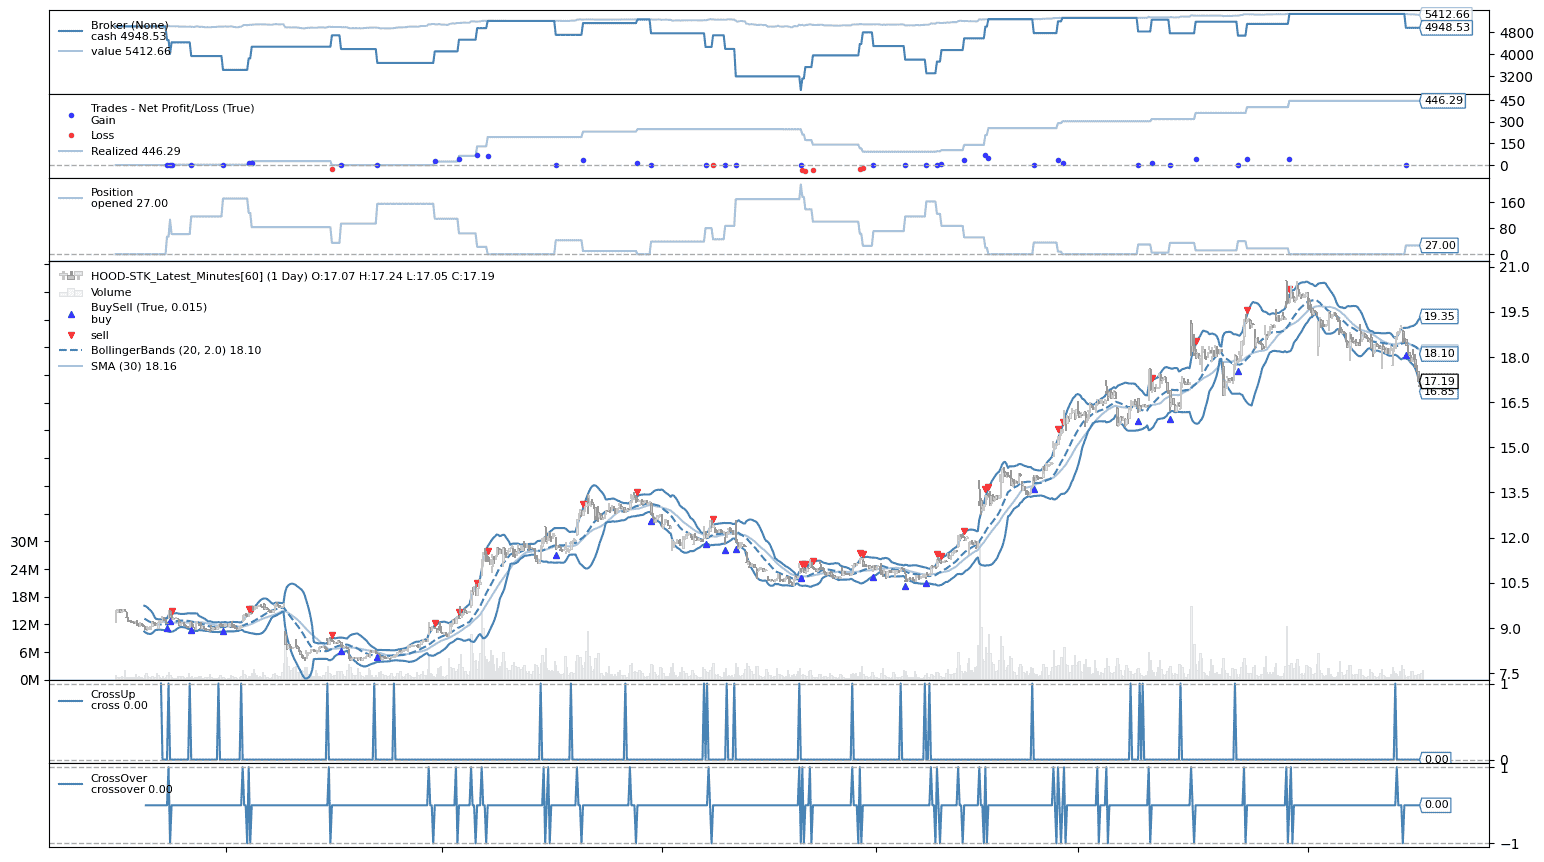 Broker (None)
cash 4948.53
value 5412.66
5412.66
4948.53
4800
4000
3200
Trades - Net Profit/Loss (True)
Gain
Loss
Realized 446.29
446.29
450
300
150
0
Position
opened 27.00
27.00
160
80
0
HOOD-STK_Latest_Minutes[60] (1 Day) O:17.07 H:17.24 L:17.05 C:17.19
Volume
BuySell (True, 0.015)
buy
sell
BollingerBands (20, 2.0) 18.10
SMA (30) 18.16
19.35
18.10
17.19
16.85
21.0
19.5
18.0
16.5
15.0
13.5
12.0
10.5
9.0
7.5
30M
24M
18M
12M
6M
0M
CrossUp
cross 0.00
0.00
1
0
CrossOver
crossover 0.00
0.00
1
−1